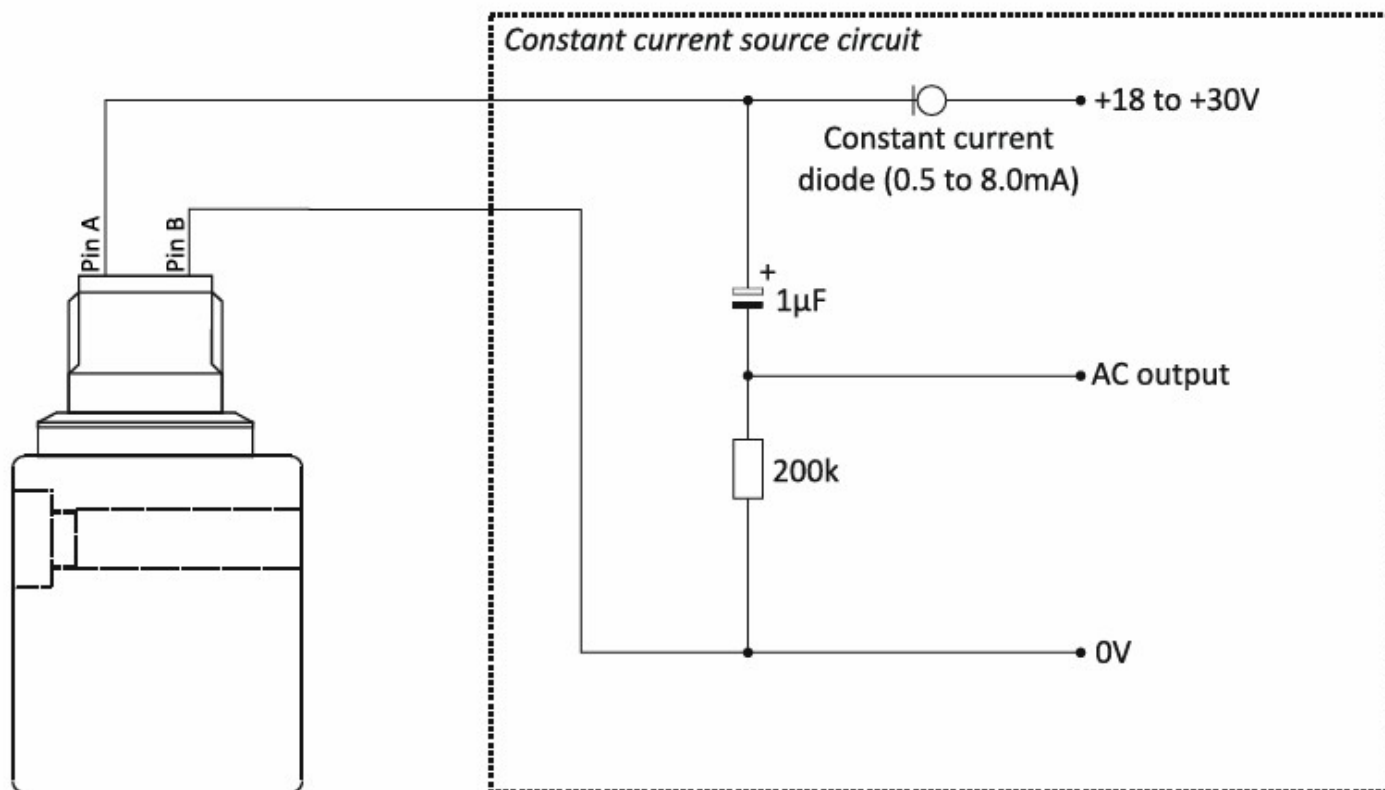 Constant current source circuit
+18 to +30V
Constant current
diode (0.5 to 8.0mA)
Pin A
Pin B
+
1µF
AC output
200k
0V